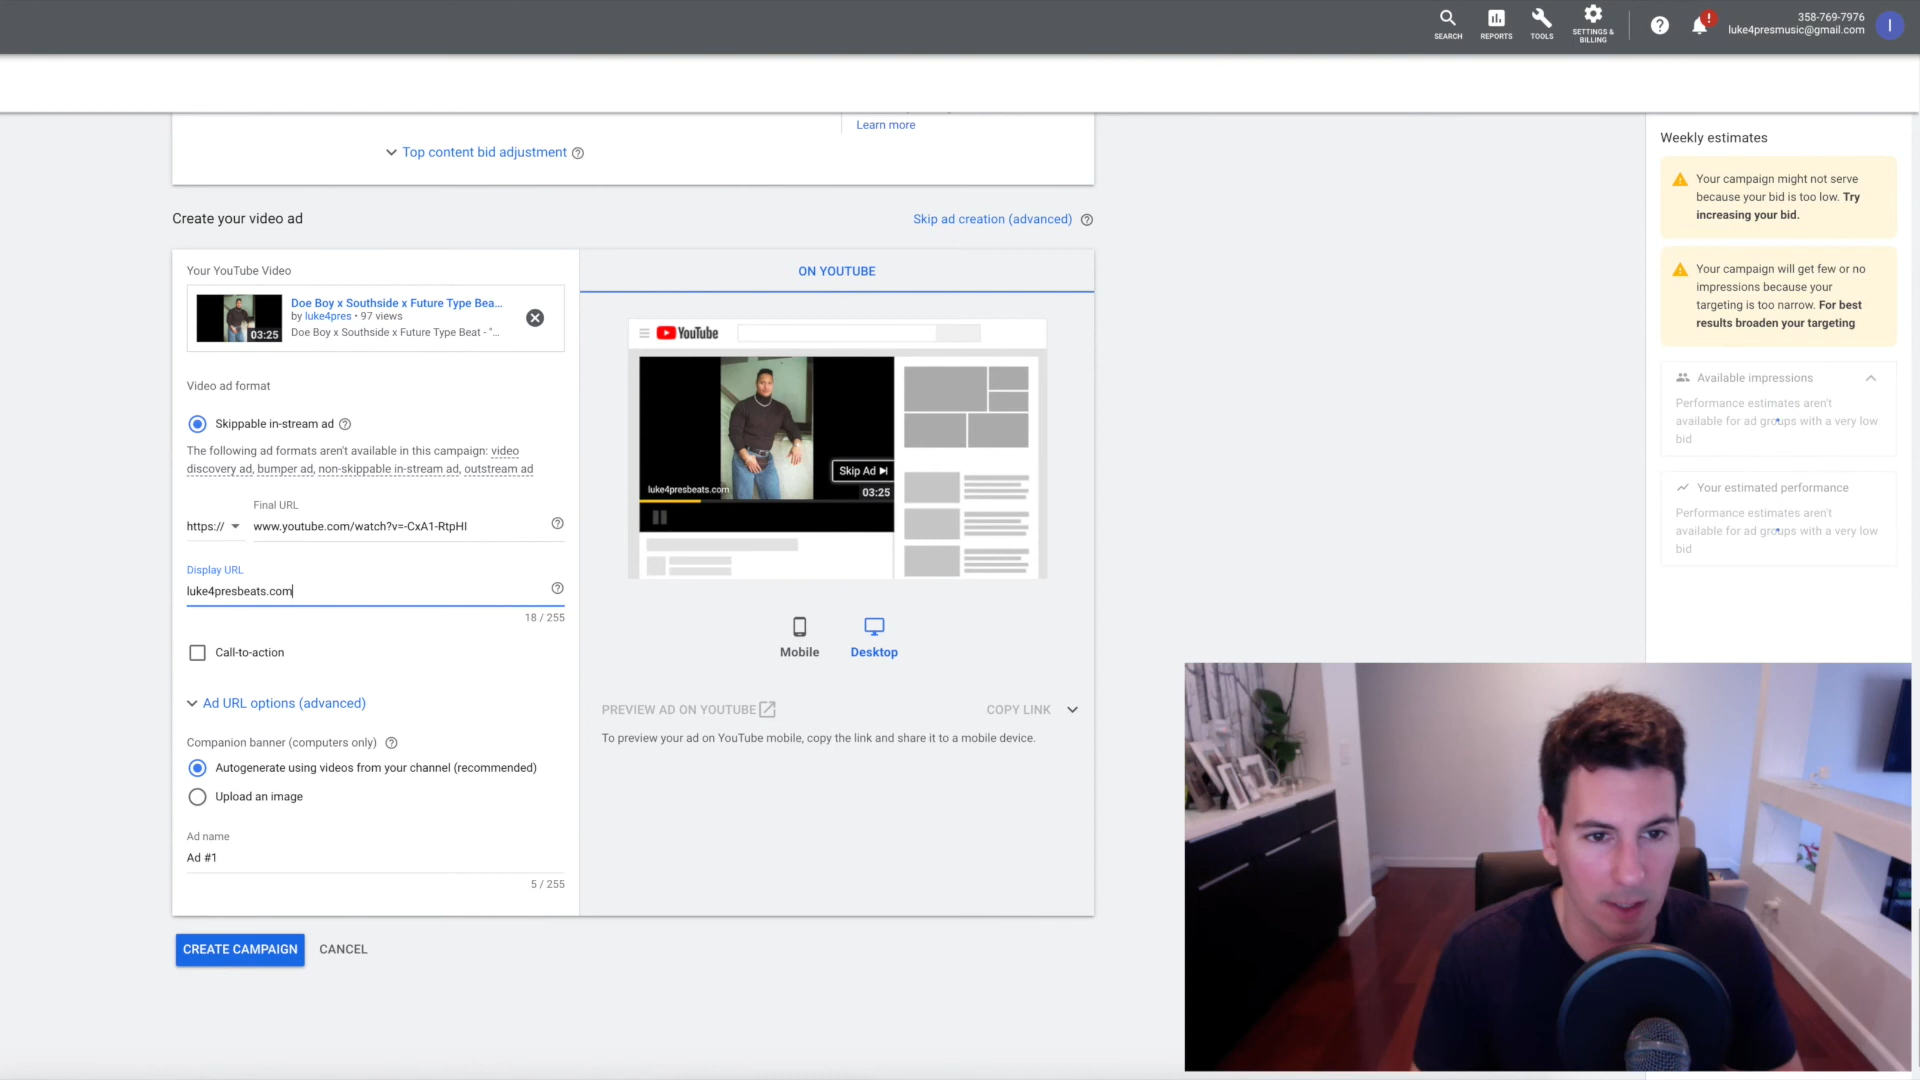 SEARCH
REPORTS
TOOLS
SETTINGS &
BILLING
358-769-7976
luke4presmusic@gmail.com
Learn more
Top content bid adjustment
Create your video ad
Skip ad creation (advanced)
Your YouTube Video
Doe Boy x Southside x Future Type Bea...
by luke4pres • 97 views
Doe Boy x Southside x Future Type Beat - "...
03:25
Video ad format
Skippable in-stream ad
The following ad formats aren't available in this campaign: video
discovery ad, bumper ad, non-skippable in-stream ad, outstream ad
Final URL
https://
www.youtube.com/watch?v=-CxA1-RtpHI
Display URL
luke4presbeats.com
18 / 255
Call-to-action
Ad URL options (advanced)
Companion banner (computers only)
Autogenerate using videos from your channel (recommended)
Upload an image
Ad name
Ad #1
5 / 255
CREATE CAMPAIGN
CANCEL
ON YOUTUBE
YouTube
Skip Ad
luke4presbeats.com
03:25
Mobile
Desktop
PREVIEW AD ON YOUTUBE
COPY LINK
To preview your ad on YouTube mobile, copy the link and share it to a mobile device.
Weekly estimates
Your campaign might not serve
because your bid is too low. Try
increasing your bid.
Your campaign will get few or no
impressions because your
targeting is too narrow. For best
results broaden your targeting
Available impressions
Performance estimates aren't
available for ad groups with a very low
bid
Your estimated performance
Performance estimates aren't
available for ad groups with a very low
bid